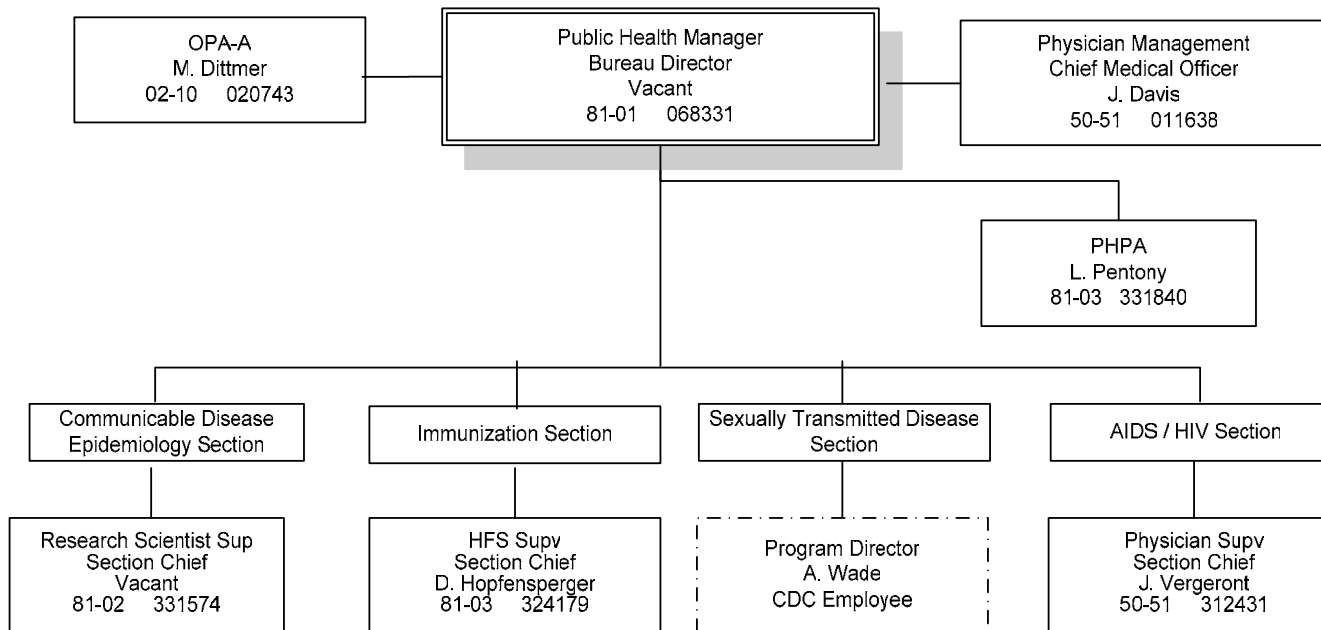 OPA-A
M. Dittmer
02-10 020743
Public Health Manager
Bureau Director
Vacant
81-01 068331
Physician Management
Chief Medical Officer
J. Davis
50-51 011638
PHPA
L. Pentony
81-03 331840
Communicable Disease
Epidemiology Section
Immunization Section
Sexually Transmitted Disease
Section
AIDS / HIV Section
Research Scientist Sup
Section Chief
Vacant
81-02 331574
HFS Supv
Section Chief
D. Hopfensperger
81-03 324179
Program Director
A. Wade
CDC Employee
Physician Supv
Section Chief
J. Vergeront
50-51 312431